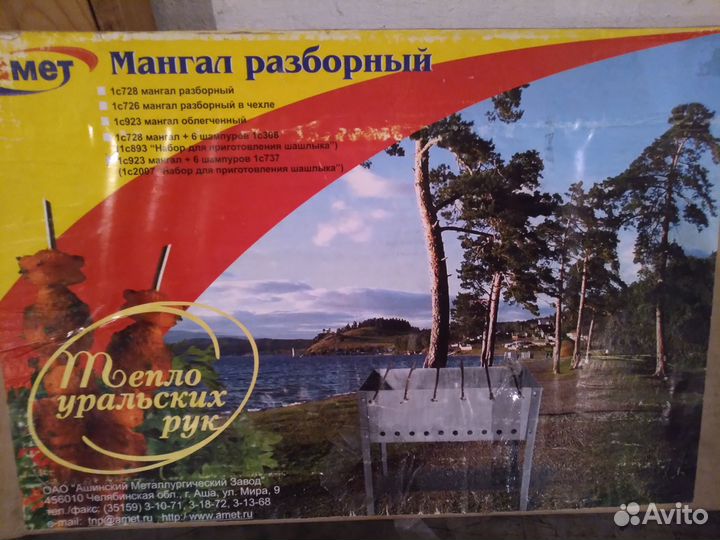 мет
Мангал разборный
1с728 мангал разборный
1с726 мангал разборный в чехле
1с923 мангал облегченный
1с728 мангал + 6 шампуров 1с368
(1с893 "Набор для приготовления шашлыка")
1с923 мангал + 6 шампуров 1с737
(1с2007 "Набор для приготовления шашлыка")
Тепло
уральских
рук
ОАО "Ашинский Металлургический Завод"
456010 Челябинская обл., г. Аша, ул. Мира, 9
тел./факс: (35159) 3-10-71, 3-18-72, 3-13-68
e-mail: tnp@amet.ru http:/ www.amet.ru
Avito